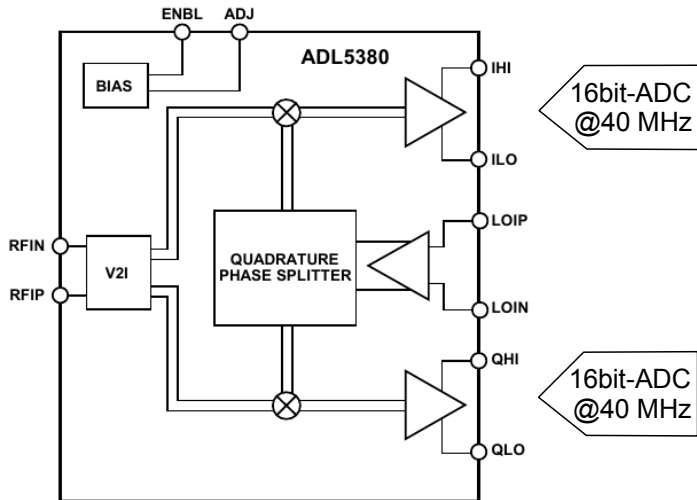 ENBL ADJ
ADL5380
BIAS
IHI
16bit-ADC
@40 MHz
ILO
LOIP
RFIN
V2I
QUADRATURE
PHASE SPLITTER
RFIP
LOIN
QHI
16bit-ADC
@40 MHz
QLO